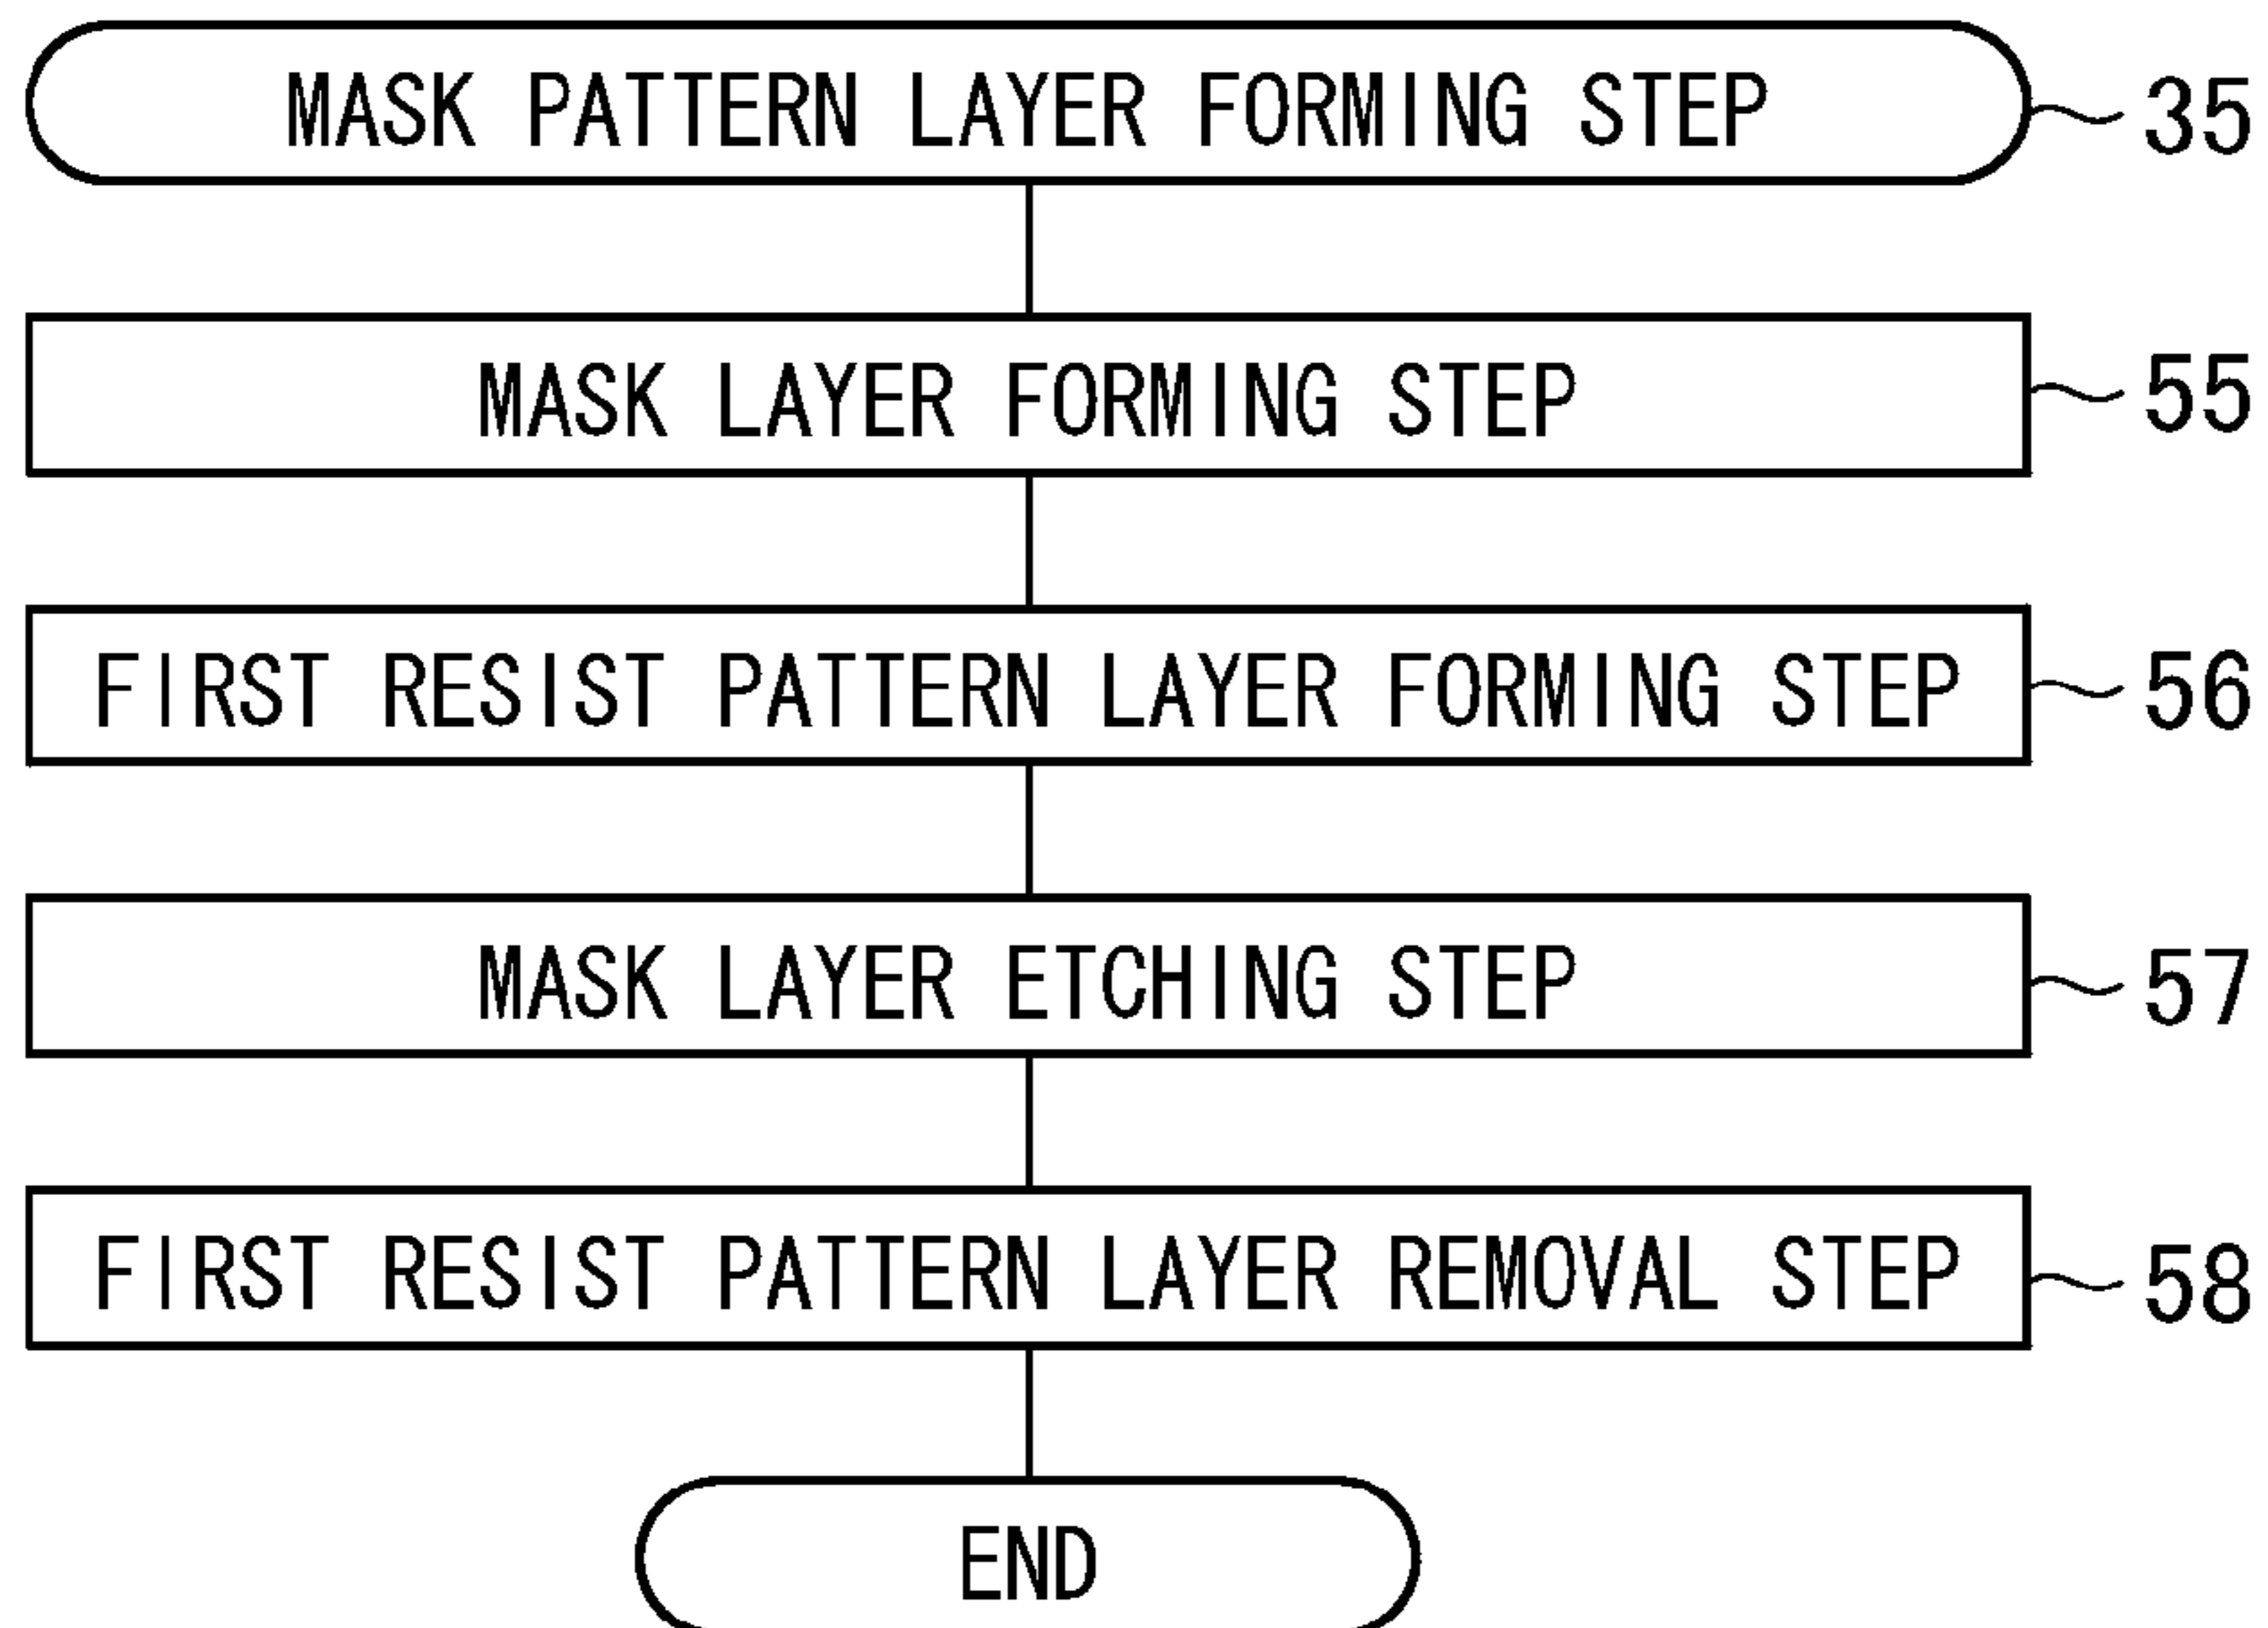 MASK PATTERN LAYER FORMING STEP 35
MASK LAYER FORMING STEP 55
FIRST RESIST PATTERN LAYER FORMING STEP 56
MASK LAYER ETCHING STEP 57
FIRST RESIST PATTERN LAYER REMOVAL STEP 58
END